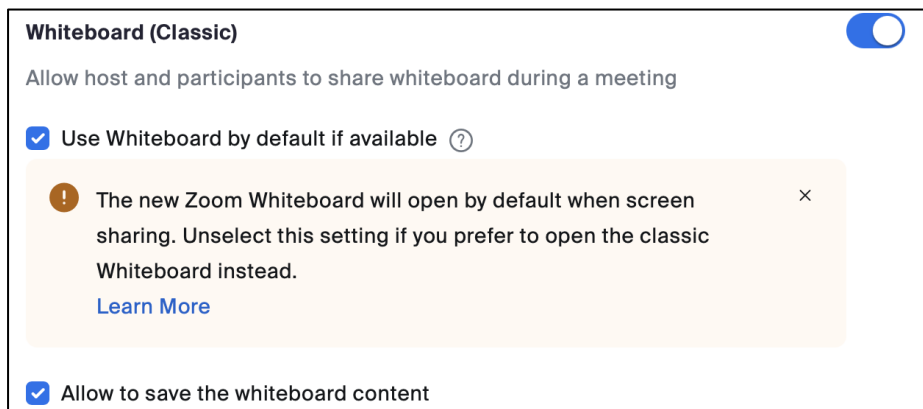 Whiteboard (Classic)
Allow host and participants to share whiteboard during a meeting
Use Whiteboard by default if available ?
! The new Zoom Whiteboard will open by default when screen
sharing. Unselect this setting if you prefer to open the classic
Whiteboard instead.
Learn More
Allow to save the whiteboard content